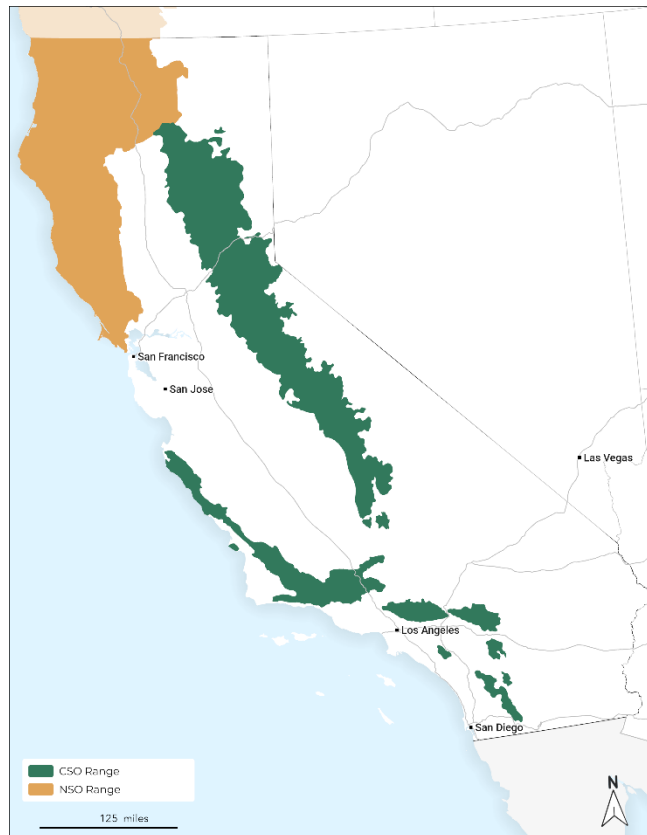 San Francisco
San Jose
Las Vegas
Los Angeles
San Diego
CSO Range
NSO Range
125 miles
N